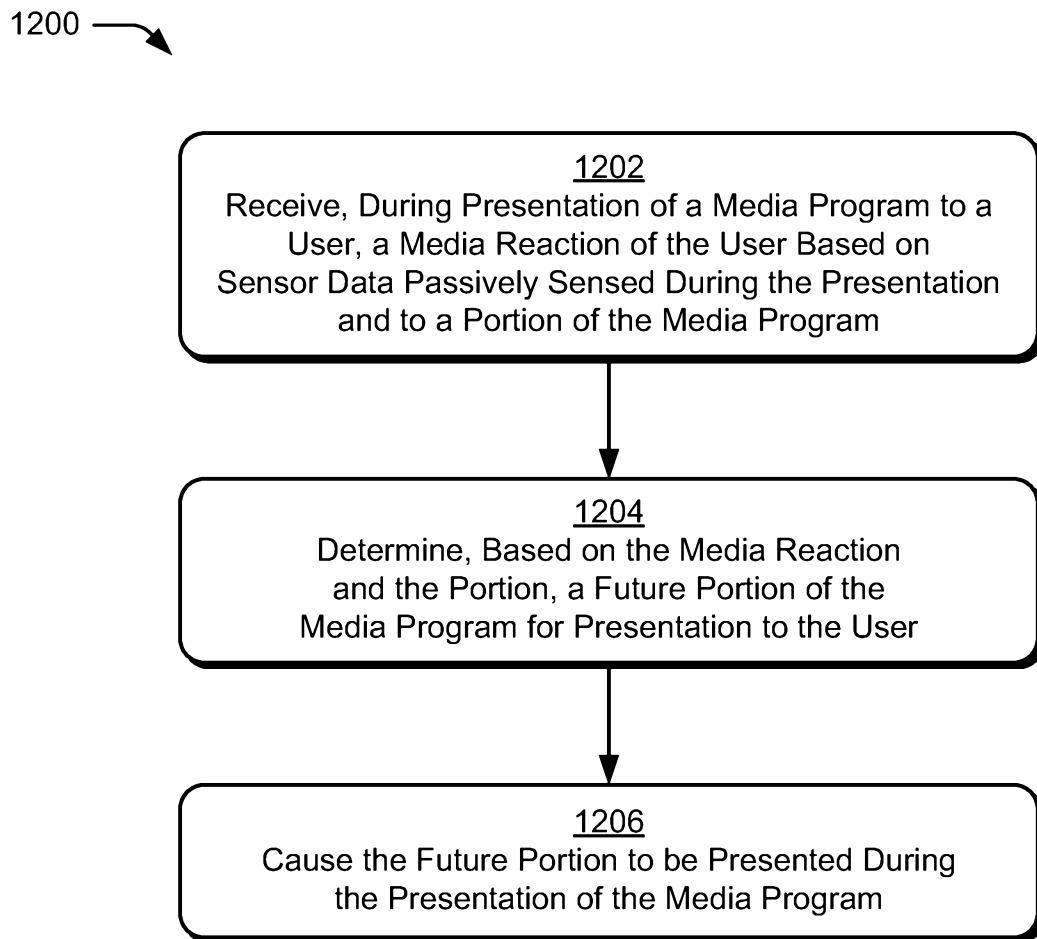 1200
1202
Receive, During Presentation of a Media Program to a
User, a Media Reaction of the User Based on
Sensor Data Passively Sensed During the Presentation
and to a Portion of the Media Program
1204
Determine, Based on the Media Reaction
and the Portion, a Future Portion of the
Media Program for Presentation to the User
1206
Cause the Future Portion to be Presented During
the Presentation of the Media Program